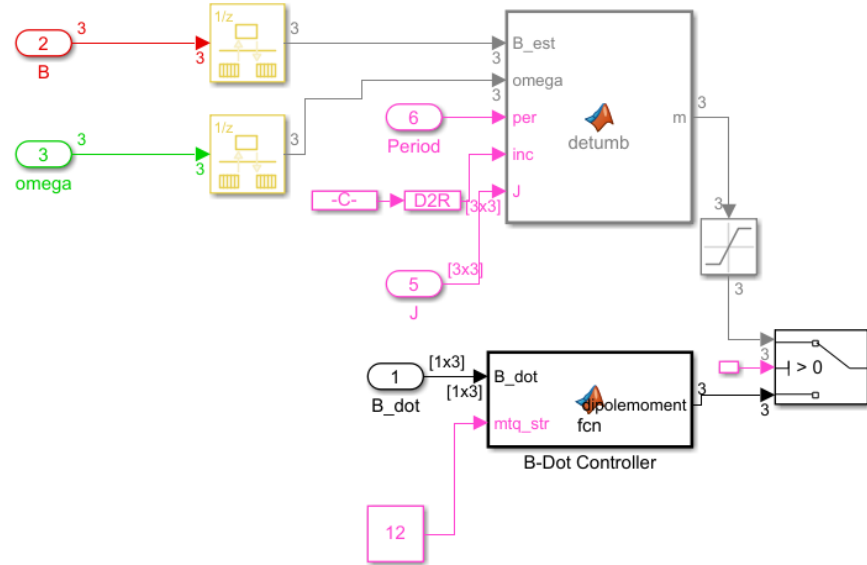 1/z
2
3
3
3
B
B_est
3
omega
3
3
3
1/z
3
omega
6
Period
per
inc
J
detumb
m
3
-C-
D2R
[3x3]
[3x3]
5
J
3
3
3
> 0
3
[1x3]
[1x3]
1
B_dot
B_dot
mtq_str
dipolemoment
fcn
3
B-Dot Controller
12